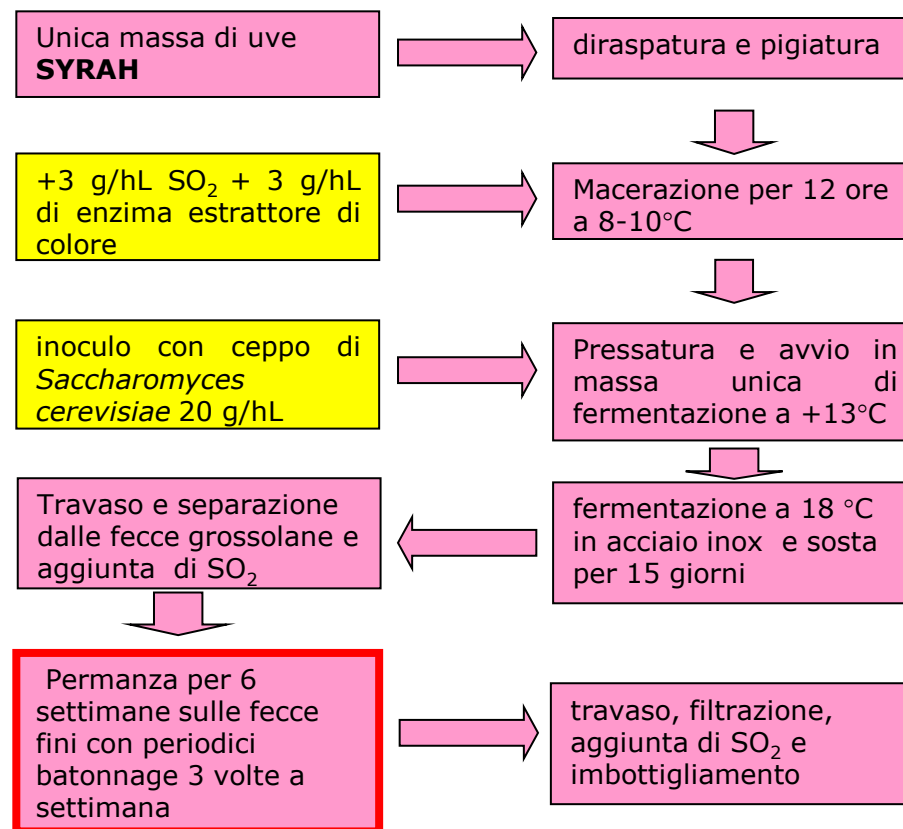 Unica massa di uve
SYRAH
diraspatura e pigiatura
+3 g/hL SO₂ + 3 g/hL
di enzima estrattore di
colore
Macerazione per 12 ore
a 8-10°C
inoculo con ceppo di
Saccharomyces
cerevisiae 20 g/hL
Pressatura e avvio in
massa unica di
fermentazione a +13°C
fermentazione a 18 °C
in acciaio inox e sosta
per 15 giorni
Travaso e separazione
dalle fecce grossolane e
aggiunta di SO₂
Permanza per 6
settimane sulle fecce
fini con periodici
batonnage 3 volte a
settimana
travaso, filtrazione,
aggiunta di SO₂ e
imbottigliamento